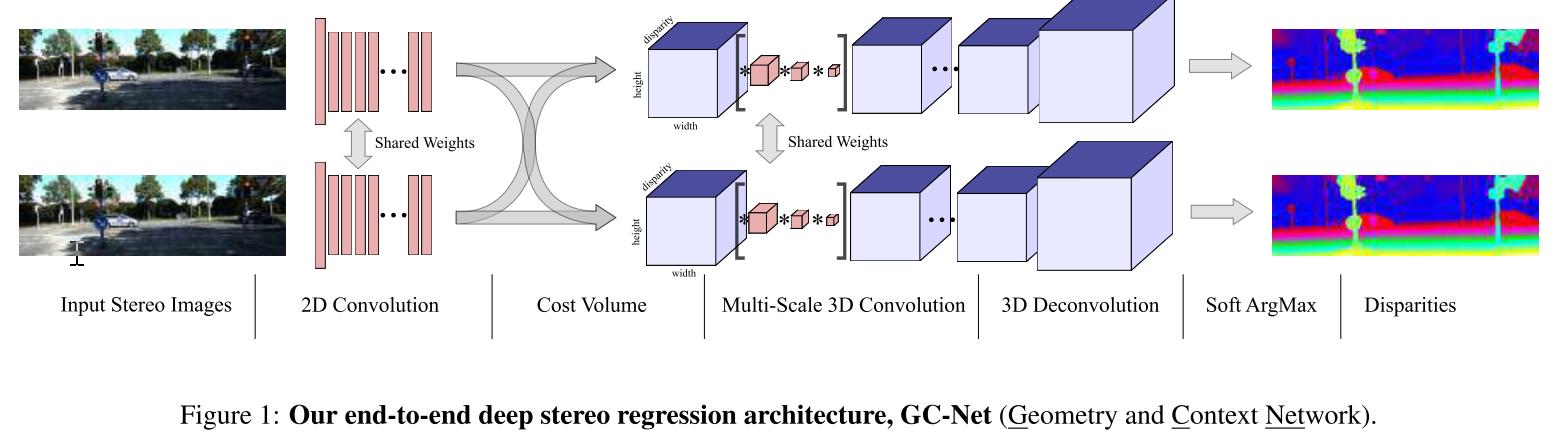 disparity
height
width
Shared Weights
Shared Weights
disparity
height
width
Input Stereo Images
2D Convolution
Cost Volume
Multi-Scale 3D Convolution
3D Deconvolution
Soft ArgMax
Disparities
Figure 1: Our end-to-end deep stereo regression architecture, GC-Net (Geometry and Context Network).